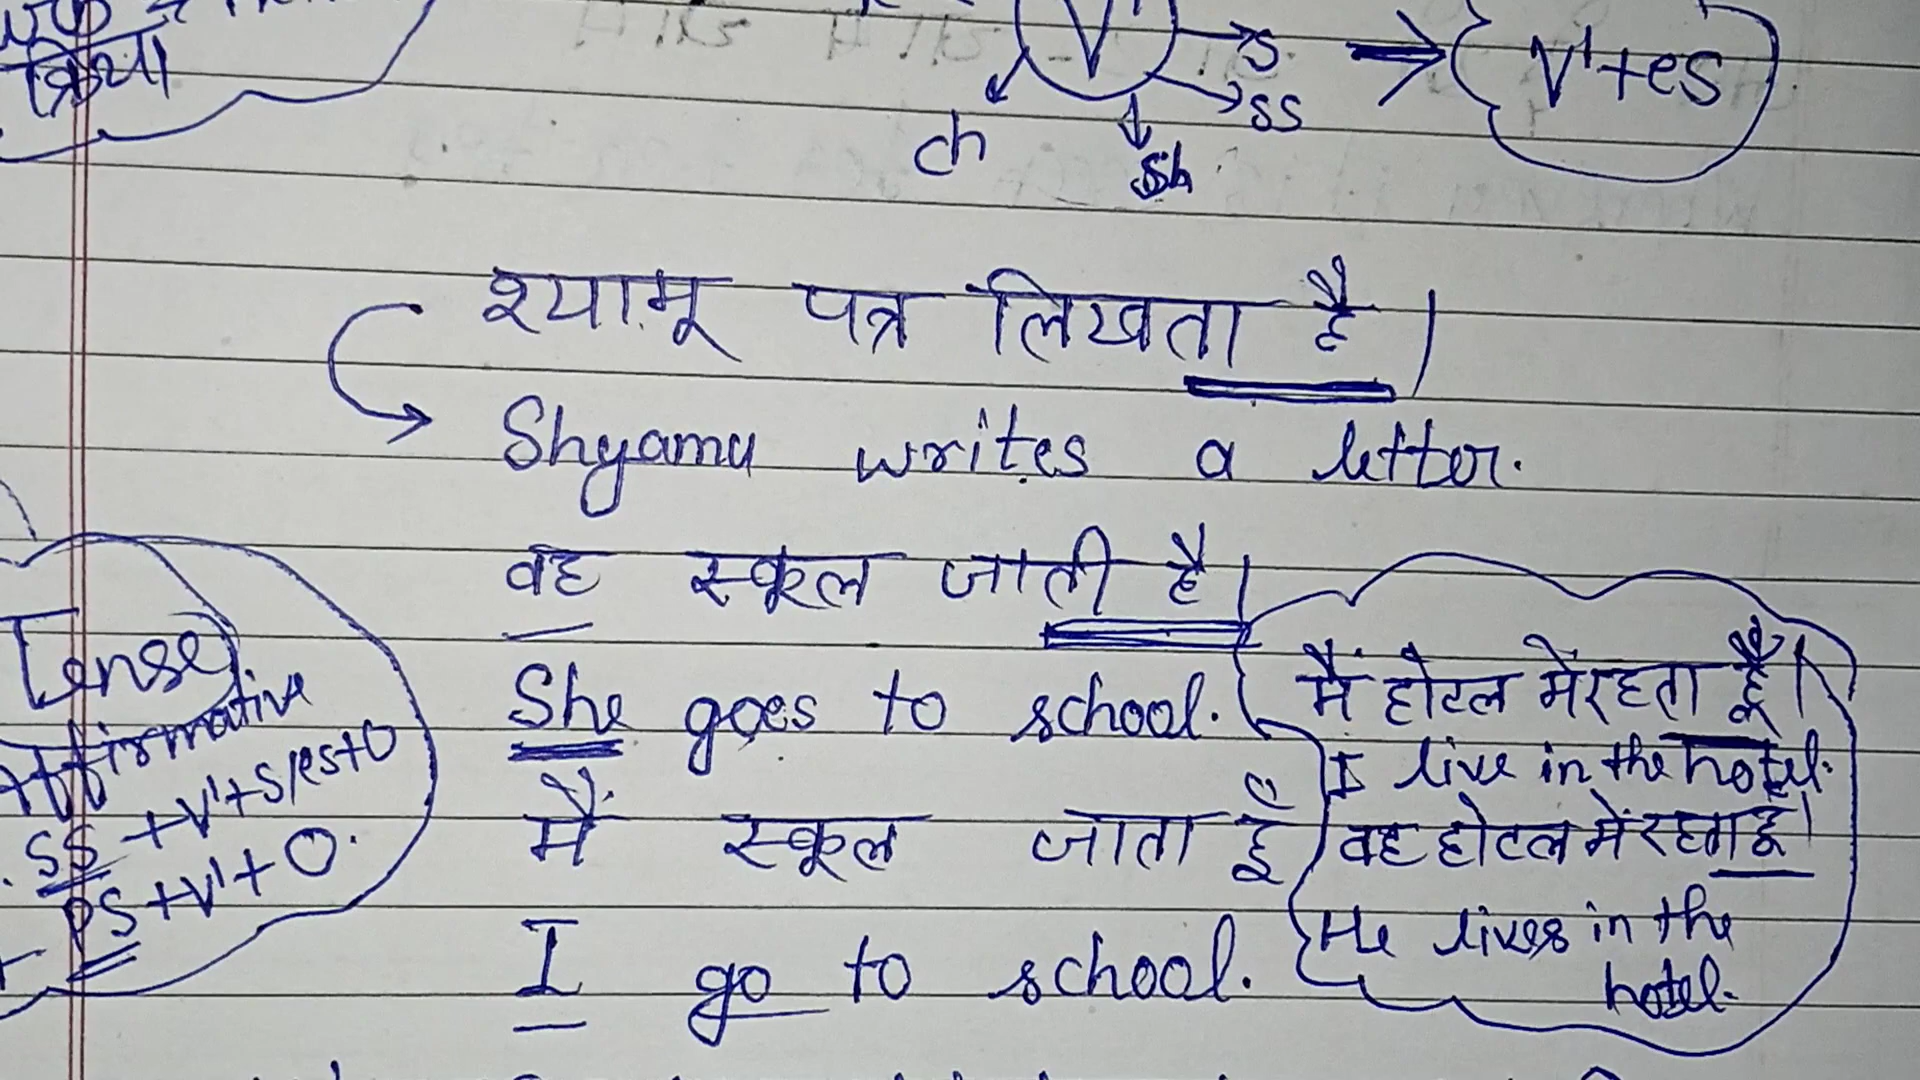 क्रिया
V¹
S
SS
Sh
ch
V¹+es
श्यामू पत्र लिखता है।
Shyamu writes a letter.
वह स्कूल जाती है।
She goes to school.
मैं स्कूल जाता हूँ
I go to school.
Tense
Affirmative
SS + V¹ + s/es + O
PS + V¹ + O.
मैं होटल में रहता हूँ।
I live in the hotel.
वह होटल में रहता है।
He lives in the
hotel.